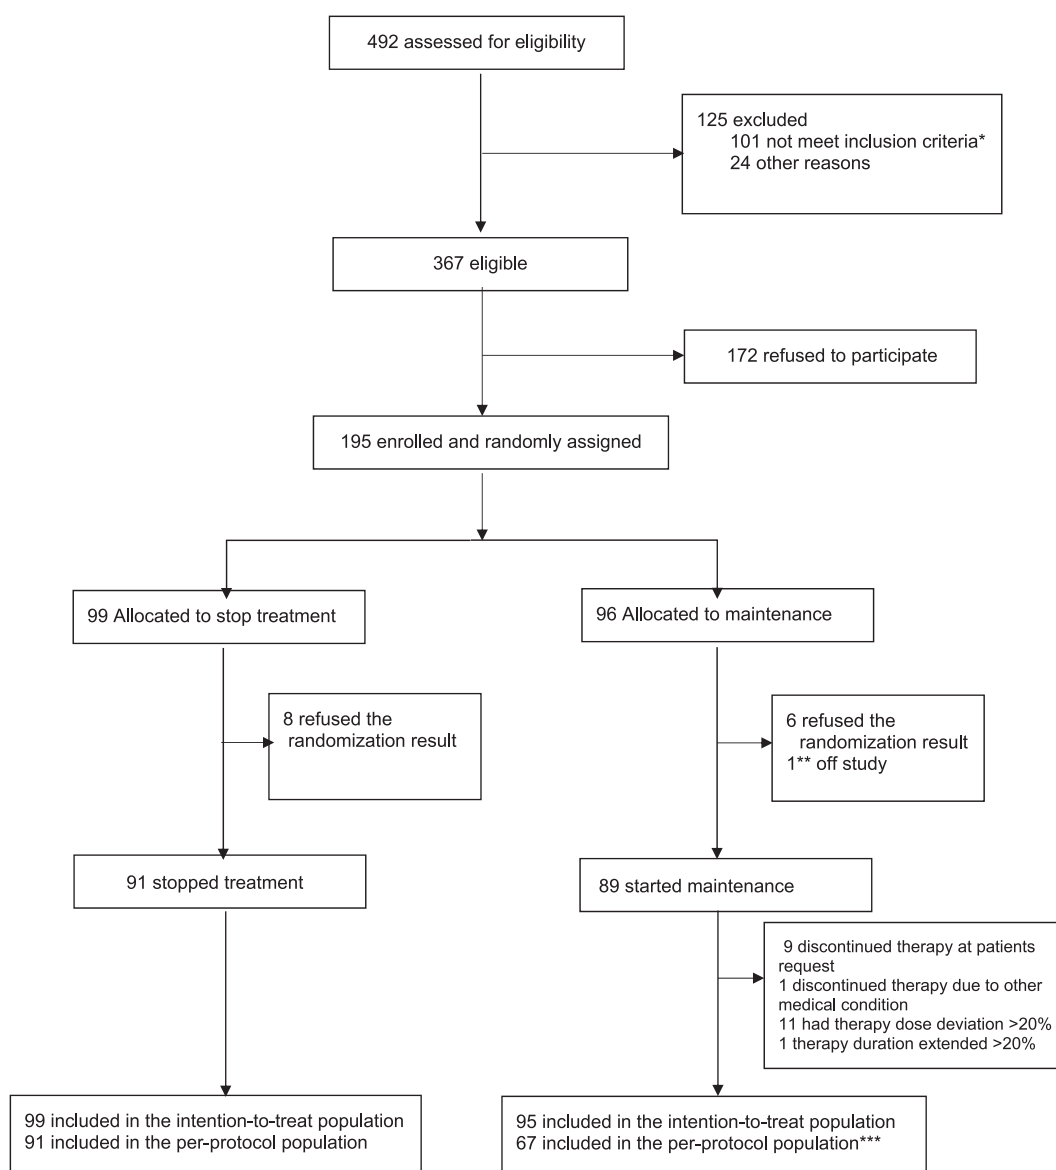 492 assessed for eligibility
125 excluded
101 not meet inclusion criteria*
24 other reasons
367 eligible
172 refused to participate
195 enrolled and randomly assigned
99 Allocated to stop treatment
96 Allocated to maintenance
8 refused the
randomization result
6 refused the
randomization result
1** off study
91 stopped treatment
89 started maintenance
9 discontinued therapy at patients
request
1 discontinued therapy due to other
medical condition
11 had therapy dose deviation >20%
1 therapy duration extended >20%
99 included in the intention-to-treat population
91 included in the per-protocol population
95 included in the intention-to-treat population
67 included in the per-protocol population***